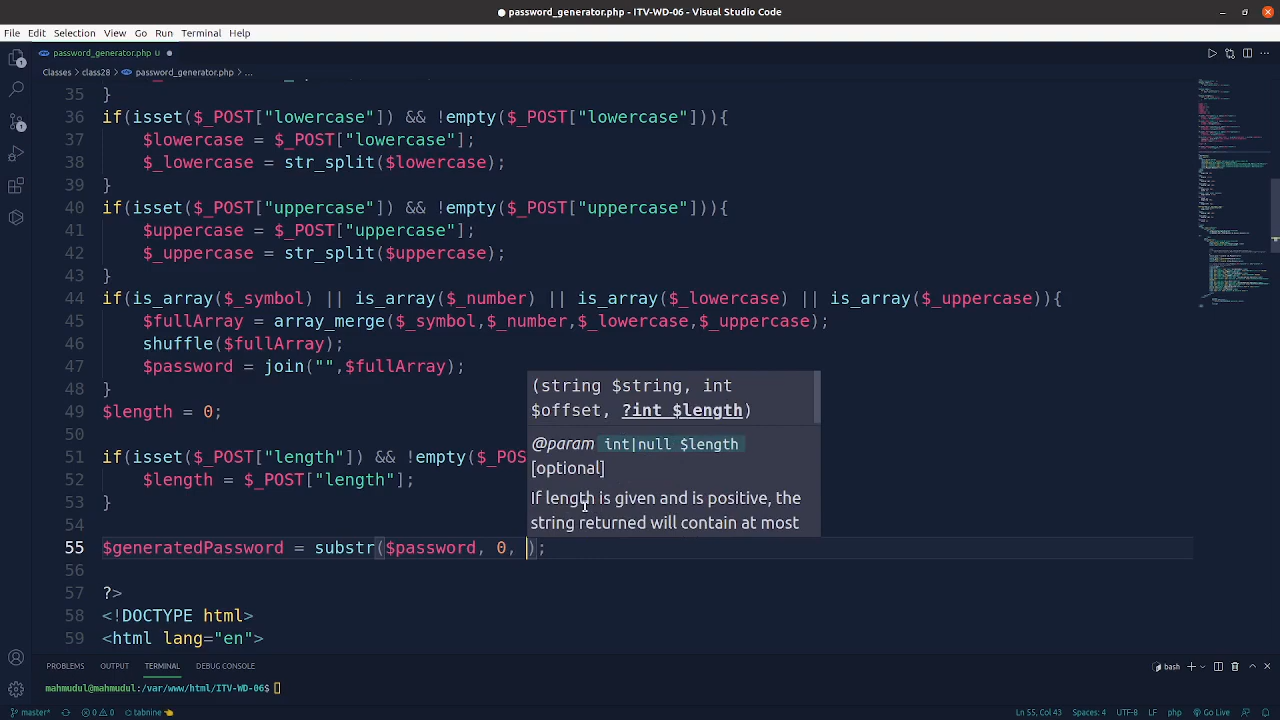 password_generator.php - ITV-WD-06 - Visual Studio Code
File Edit Selection View Go Run Terminal Help
password_generator.php U
Classes > class28 > password_generator.php > ...
35 }
36 if(isset($_POST["lowercase"]) && !empty($_POST["lowercase"])){
37 $lowercase = $_POST["lowercase"];
38 $_lowercase = str_split($lowercase);
39 }
40 if(isset($_POST["uppercase"]) && !empty($_POST["uppercase"])){
41 $uppercase = $_POST["uppercase"];
42 $_uppercase = str_split($uppercase);
43 }
44 if(is_array($_symbol) || is_array($_number) || is_array($_lowercase) || is_array($_uppercase)){
45 $fullArray = array_merge($_symbol,$_number,$_lowercase,$_uppercase);
46 shuffle($fullArray);
47 $password = join("",$fullArray);
48 }
49 $length = 0;
50
51 if(isset($_POST["length"]) && !empty($_POS
52 $length = $_POST["length"];
53 }
54
55 $generatedPassword = substr($password, 0, );
56
57 ?>
58 <!DOCTYPE html>
59 <html lang="en">
(string $string, int
$offset, ?int $length)
@param int|null $length
[optional]
If length is given and is positive, the
string returned will contain at most
PROBLEMS OUTPUT TERMINAL DEBUG CONSOLE
bash
mahmudul@mahmudul:/var/www/html/ITV-WD-06$
master* 0 0 tabnine Ln 55, Col 43 Spaces: 4 UTF-8 LF php Go Live